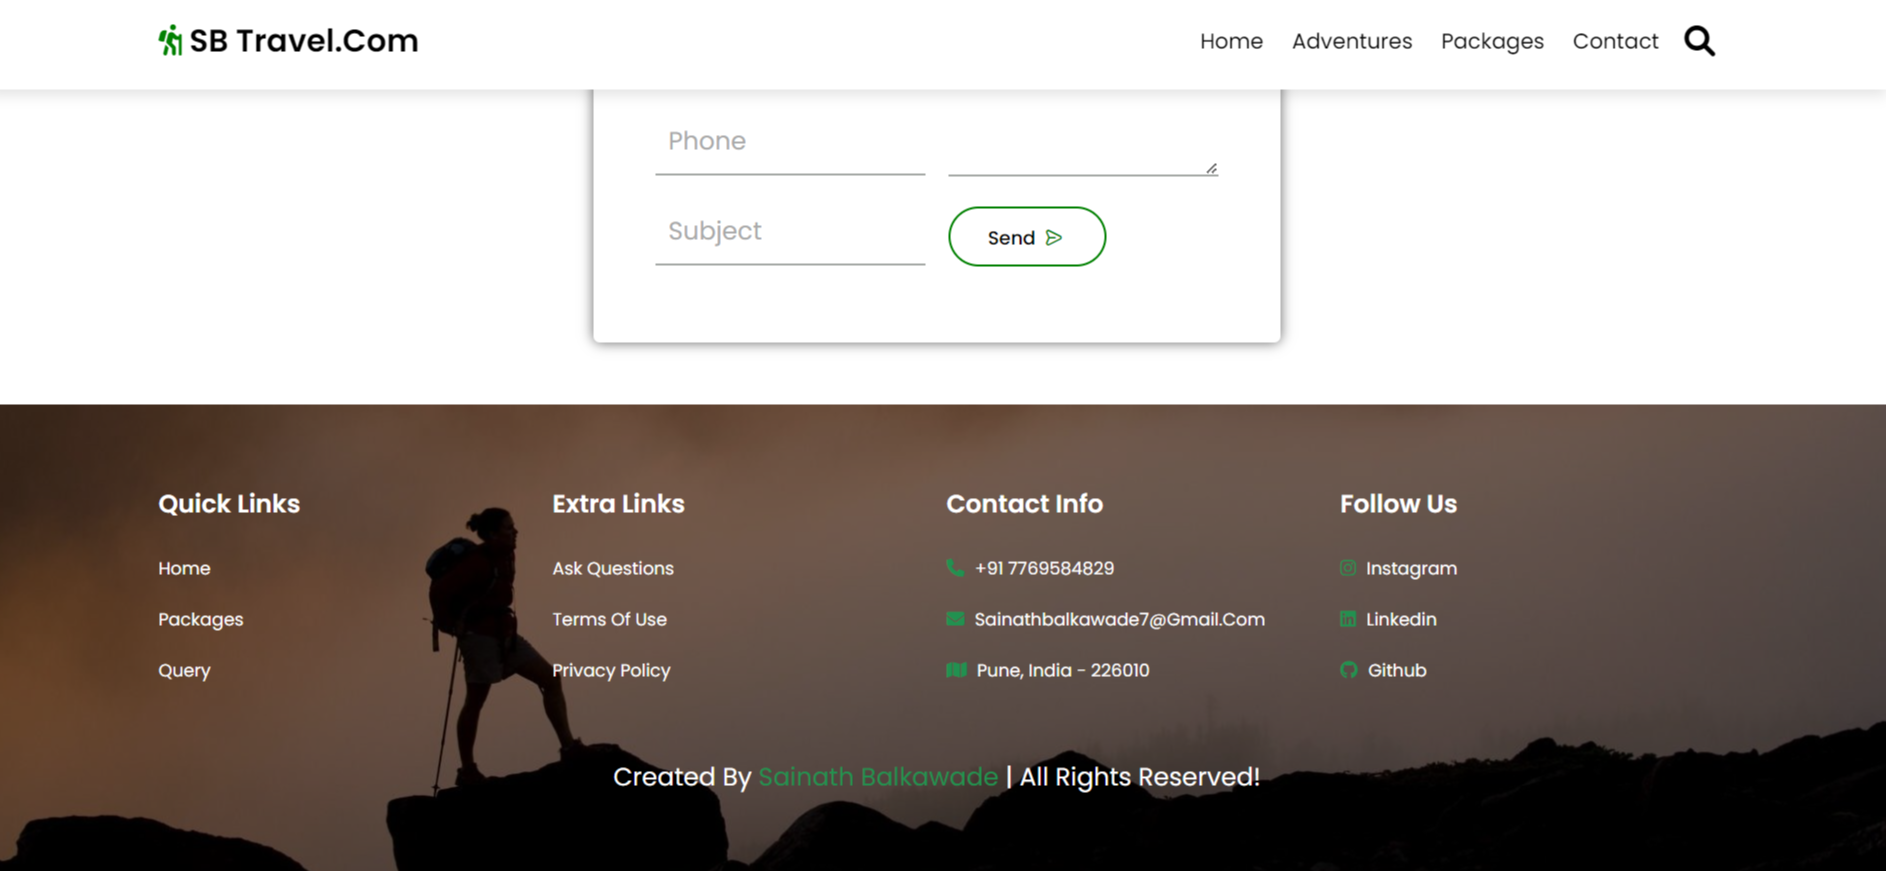 SB Travel.Com
Home Adventures Packages Contact
Phone
Subject
Send
Quick Links
Home
Packages
Query
Extra Links
Ask Questions
Terms Of Use
Privacy Policy
Contact Info
+91 7769584829
Sainathbalkawade7@Gmail.Com
Pune, India - 226010
Follow Us
Instagram
Linkedin
Github
Created By Sainath Balkawade | All Rights Reserved!